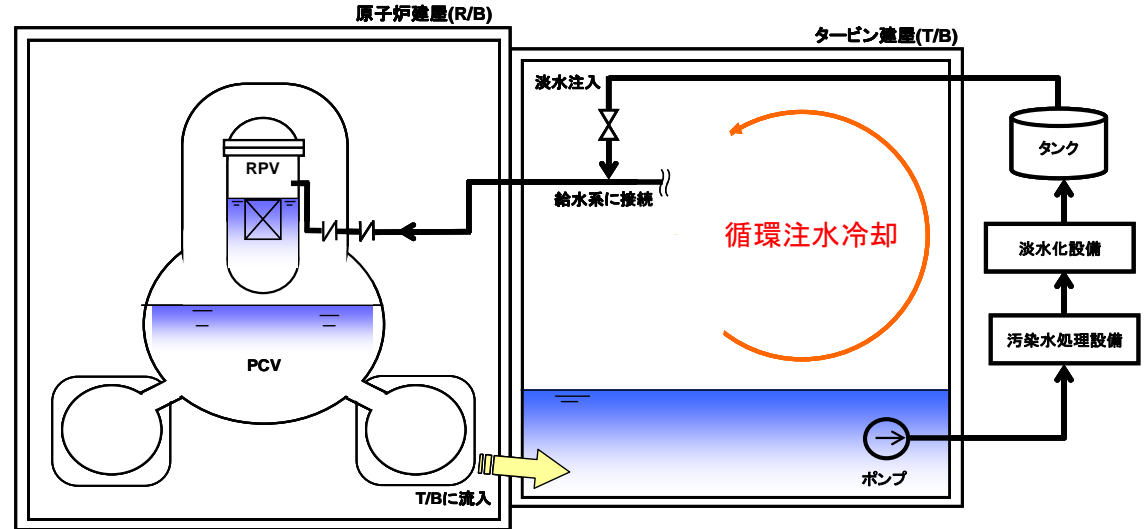 原子炉建屋(R/B)
タービン建屋(T/B)
淡水注入
タンク
RPV
給水系に接続
循環注水冷却
淡水化設備
汚染水処理設備
PCV
ポンプ
T/Bに流入